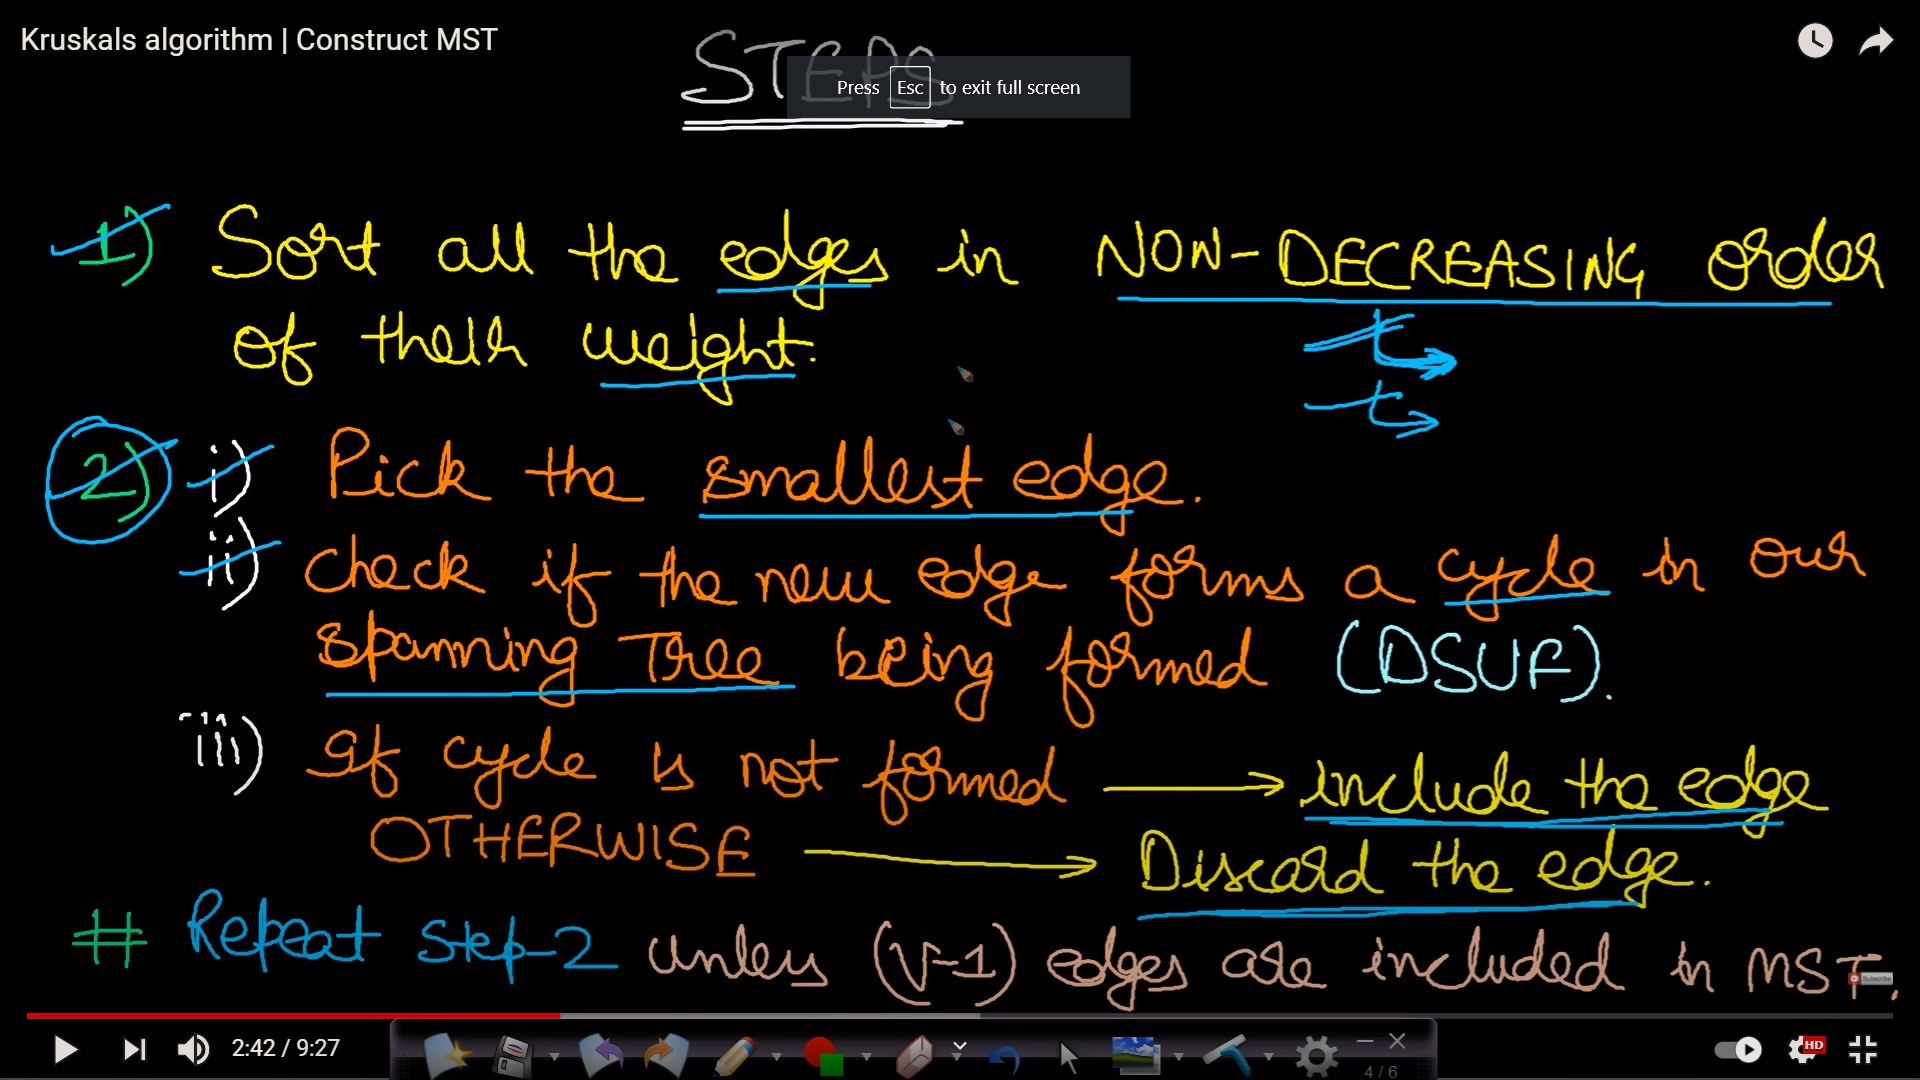 Kruskals algorithm | Construct MST
STEPS
Press Esc to exit full screen
1) Sort all the edges in NON-DECREASING order
of their weight.
2) i) Pick the smallest edge.
ii) check if the new edge forms a cycle in our
spanning Tree being formed (DSUF).
iii) If cycle is not formed → include the edge
OTHERWISE → Discard the edge.
# Repeat step-2 unless (V-1) edges are included in MST.
Subscribe
2:42 / 9:27
HD
4 / 6